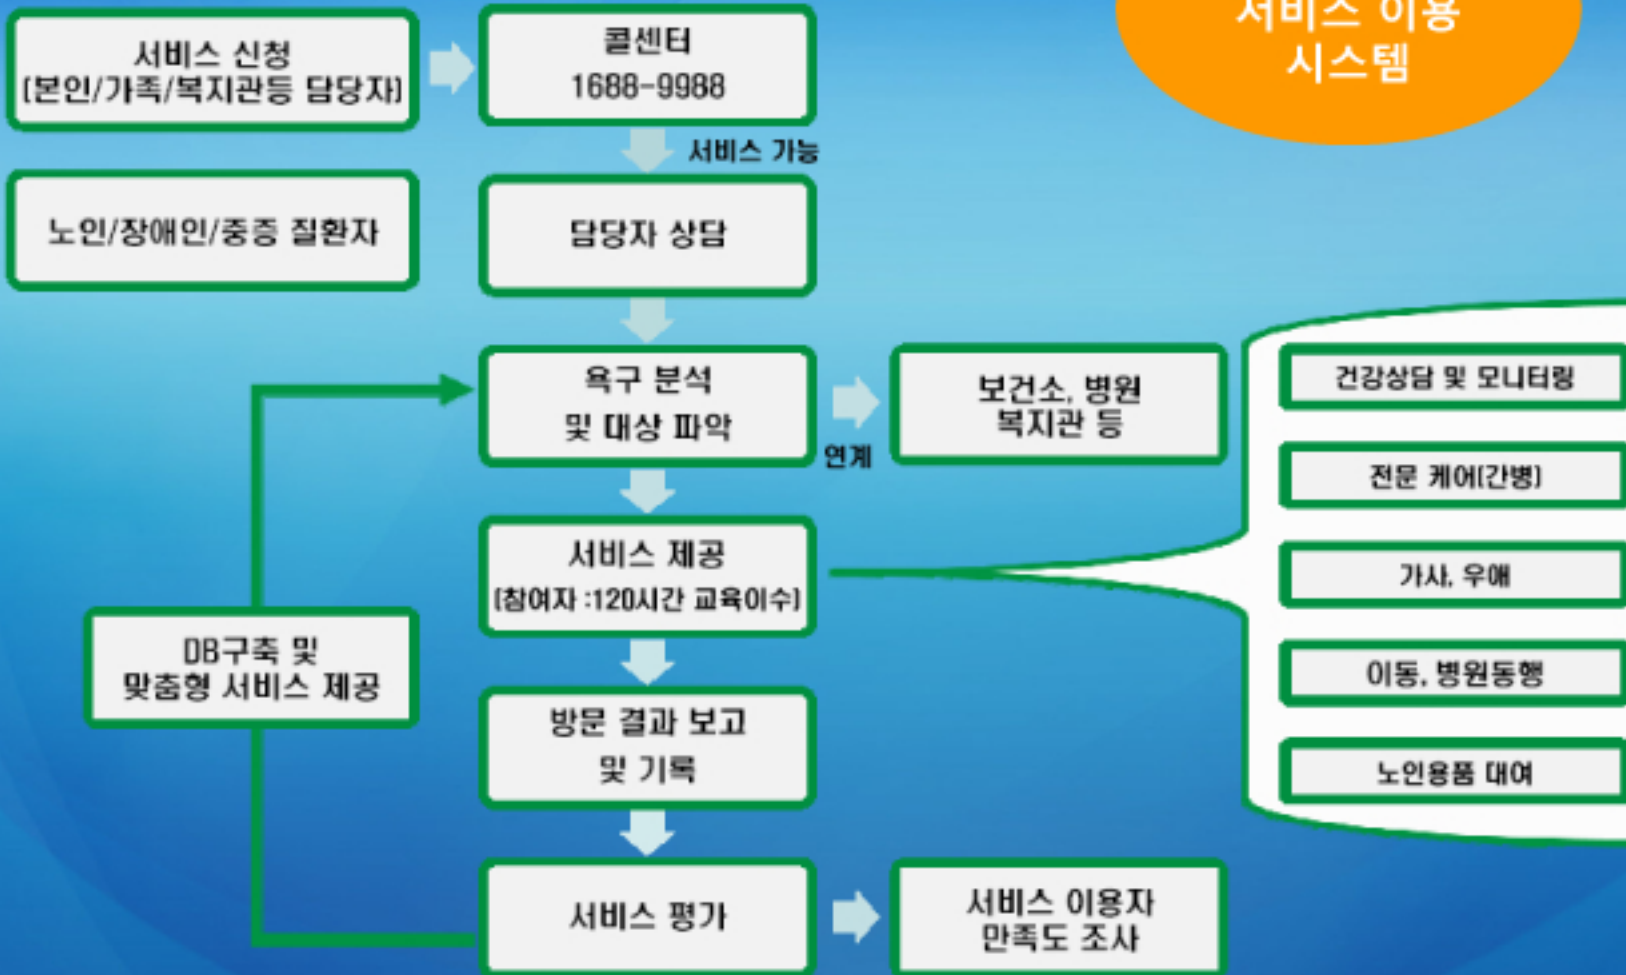 서비스 이용
시스템
서비스 신청
(본인/가족/복지관등 담당자)
콜센터
1688-9988
서비스 가능
노인/장애인/중증 질환자
담당자 상담
욕구 분석
및 대상 파악
연계
보건소, 병원
복지관 등
서비스 제공
(참여자 :120시간 교육이수)
건강상담 및 모니터링
전문 케어(간병)
가사, 우애
이동, 병원동행
노인용품 대여
DB구축 및
맞춤형 서비스 제공
방문 결과 보고
및 기록
서비스 평가
서비스 이용자
만족도 조사